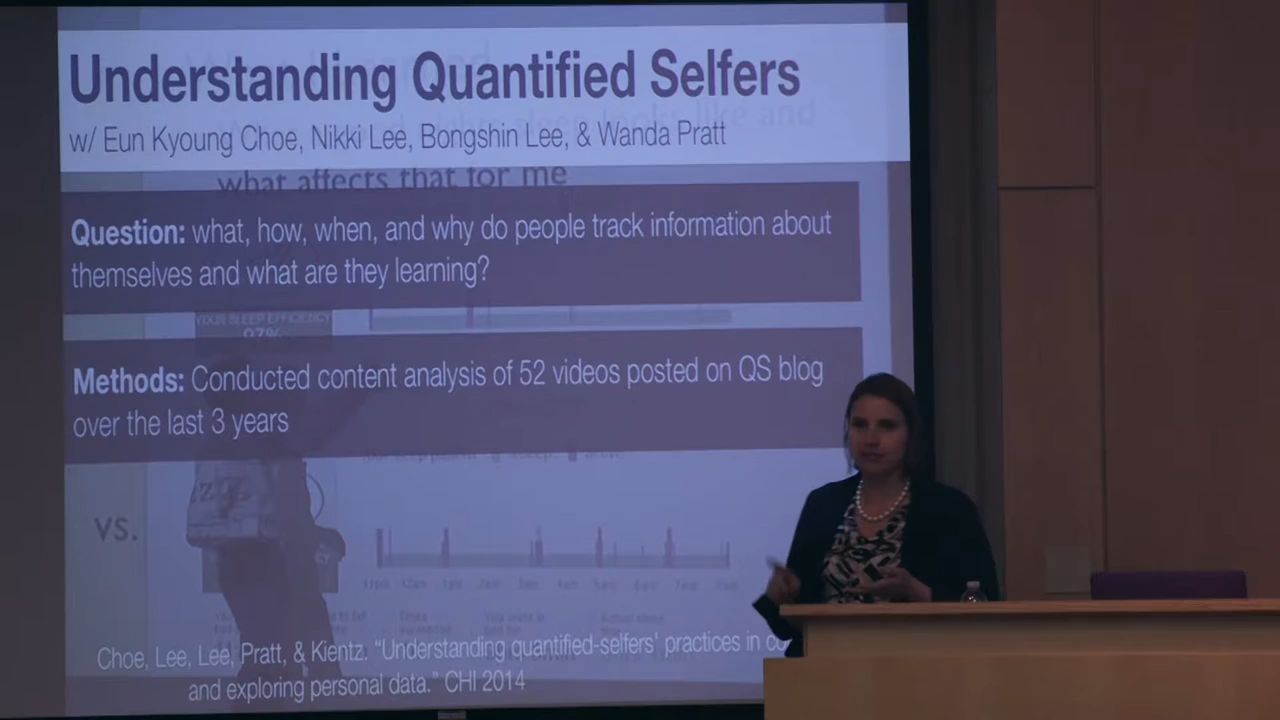 Understanding Quantified Selfers
w/ Eun Kyoung Choe, Nikki Lee, Bongshin Lee, & Wanda Pratt
what affects that for me
Question: what, how, when, and why do people track information about
themselves and what are they learning?
YOUR SLEEP EFFICIENCY
97%
Methods: Conducted content analysis of 52 videos posted on QS blog
over the last 3 years
vs.
Choe, Lee, Lee, Pratt, & Kientz. "Understanding quantified-selfers' practices in
and exploring personal data." CHI 2014